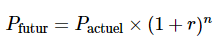 P_futur = P_actuel × (1 + r)^n